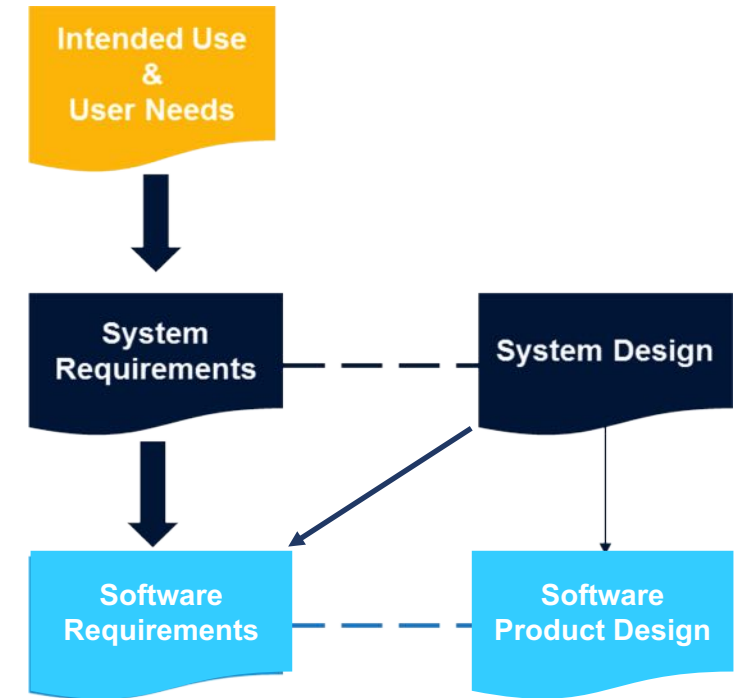 Intended Use
&
User Needs
System
Requirements
System Design
Software
Requirements
Software
Product Design